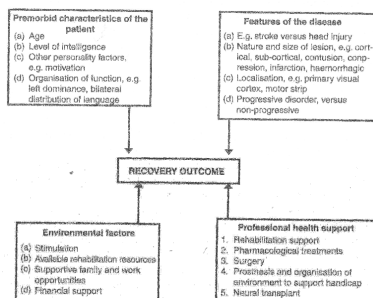 Premorbid characteristics of the
patient
(a) Age
(b) Level of intelligence
(c) Other personality factors,
e.g. motivation
(d) Organisation of function, e.g.
left dominance, bilateral
distribution of language
Features of the disease
(a) E.g. stroke versus head injury
(b) Nature and size of lesion, e.g. cort-
ical, sub-cortical, contusion, comp-
ression, infarction, haemorrhagic
(c) Localisation, e.g. primary visual
cortex, motor strip
(d) Progressive disorder, versus
non-progressive
RECOVERY OUTCOME
Environmental factors
(a) Stimulation
(b) Available rehabilitation resources
(c) Supportive family and work
opportunities
(d) Financial support
Professional health support
1. Rehabilitation support
2. Pharmacological treatments
3. Surgery
4. Prosthesis and organisation of
environment to support handicap
5. Neural transplant